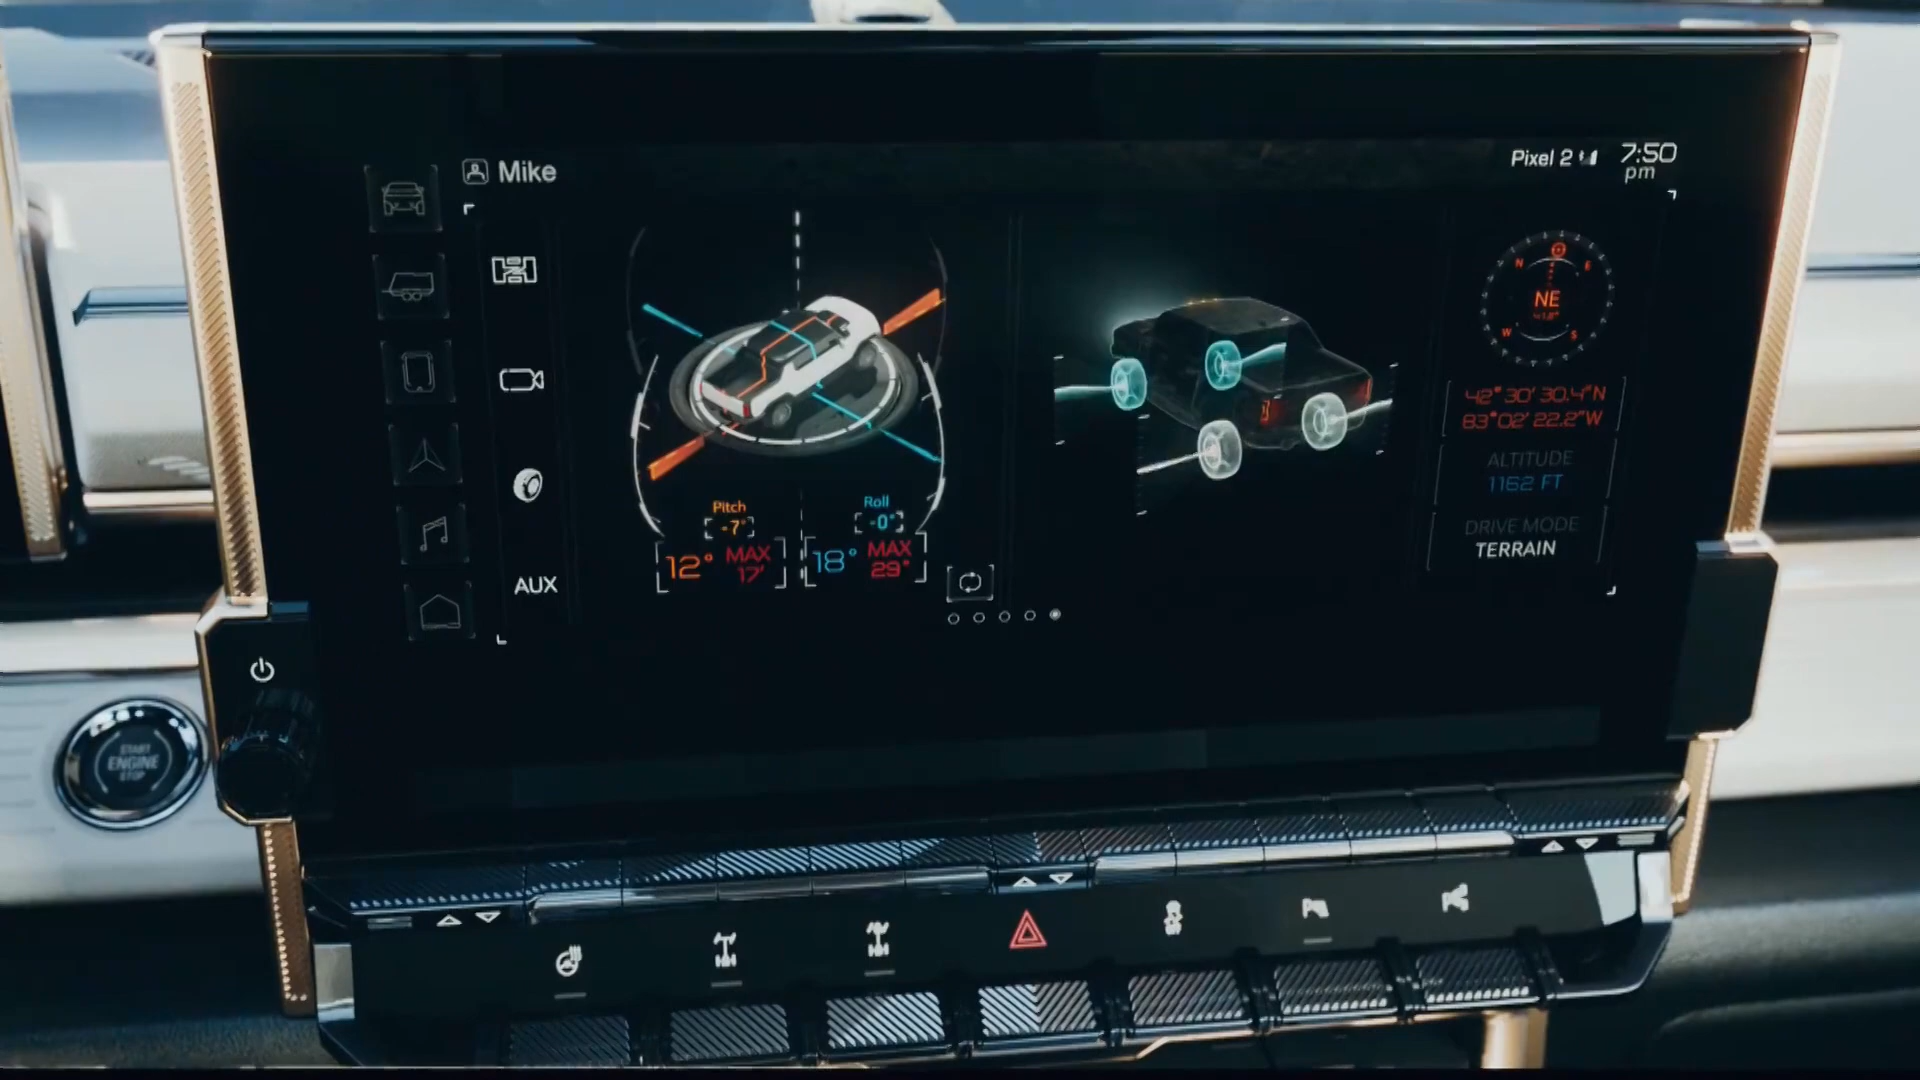 Mike
Pixel 2
7:50
pm
N
E
NE
W
S
42° 30' 30.4"N
83°02' 22.2"W
ALTITUDE
1162 FT
DRIVE MODE
TERRAIN
Pitch
-7°
12° MAX
17'
Roll
-0°
18° MAX
29°
AUX
START
ENGINE
STOP
OFF